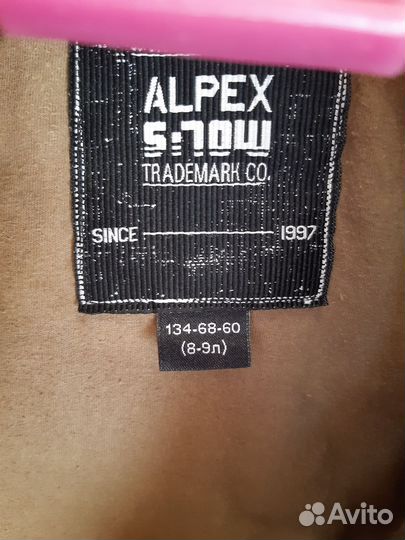 ALPEX
TRADEMARK CO.
SINCE 1997
134-68-60
(8-9л)
Avito